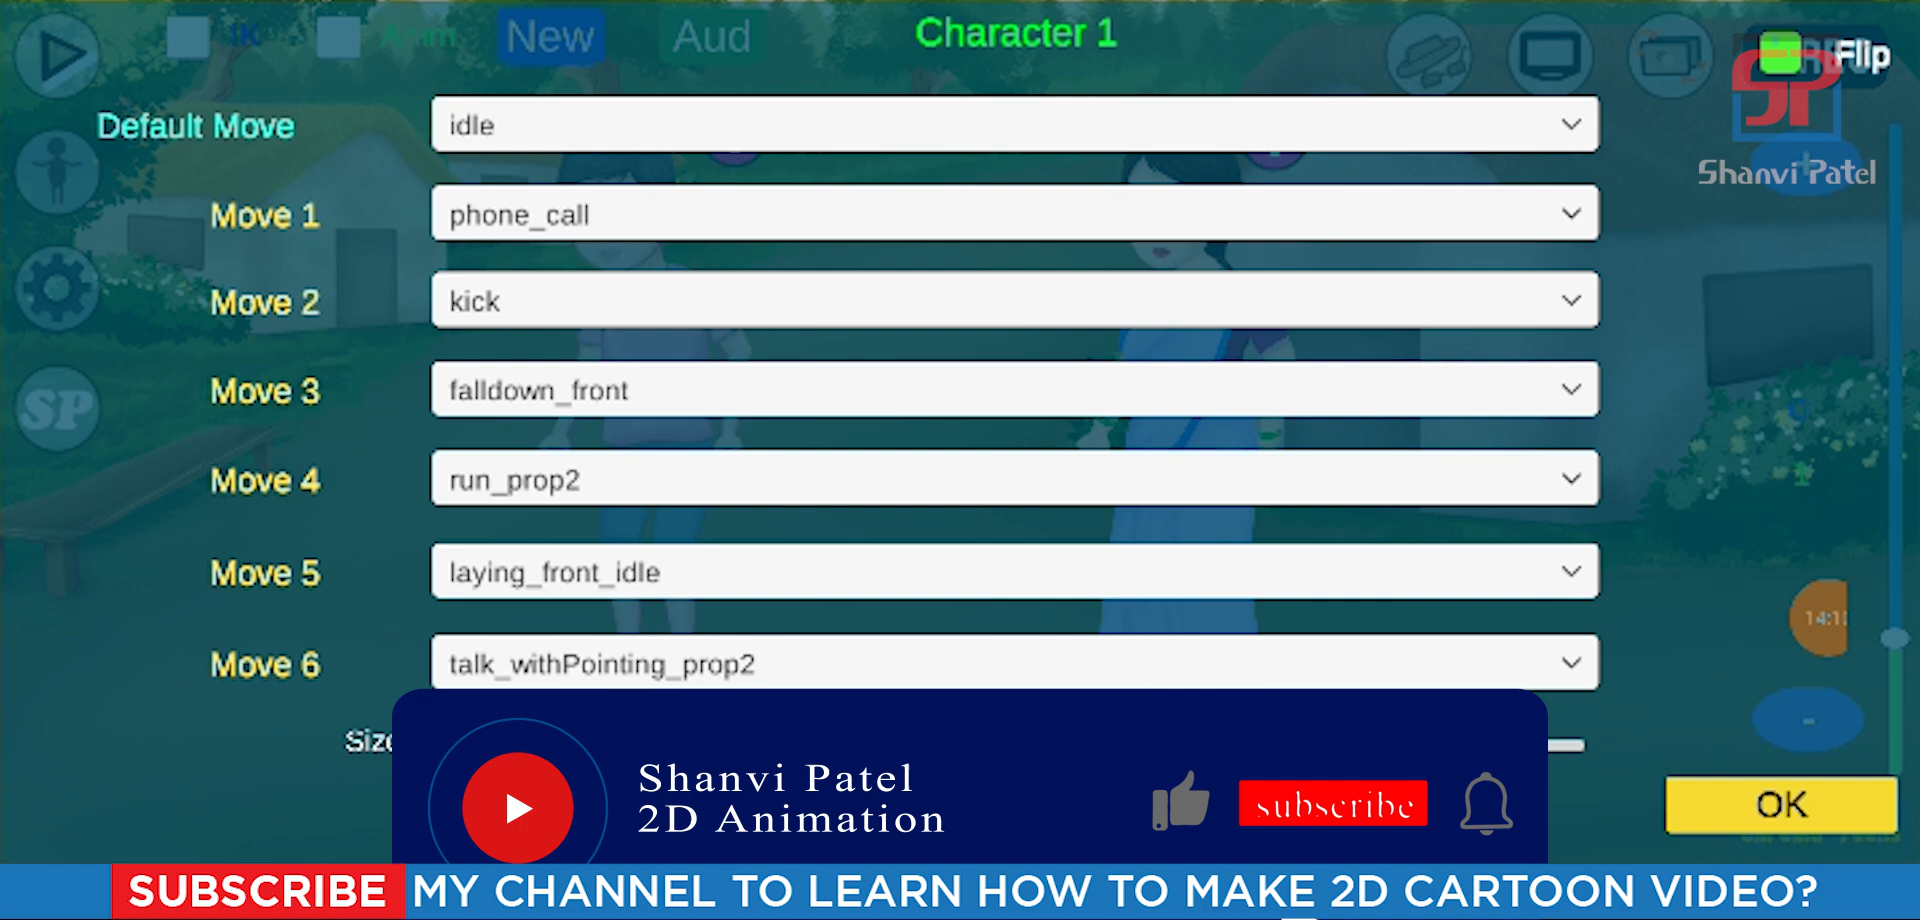 New
Aud
Character 1
Flip
Default Move
idle
SP
Shanvi Patel
Move 1
phone_call
Move 2
kick
Move 3
falldown_front
SP
Move 4
run_prop2
Move 5
laying_front_idle
Move 6
talk_withPointing_prop2
-
Shanvi Patel
2D Animation
subscribe
OK
SUBSCRIBE MY CHANNEL TO LEARN HOW TO MAKE 2D CARTOON VIDEO?